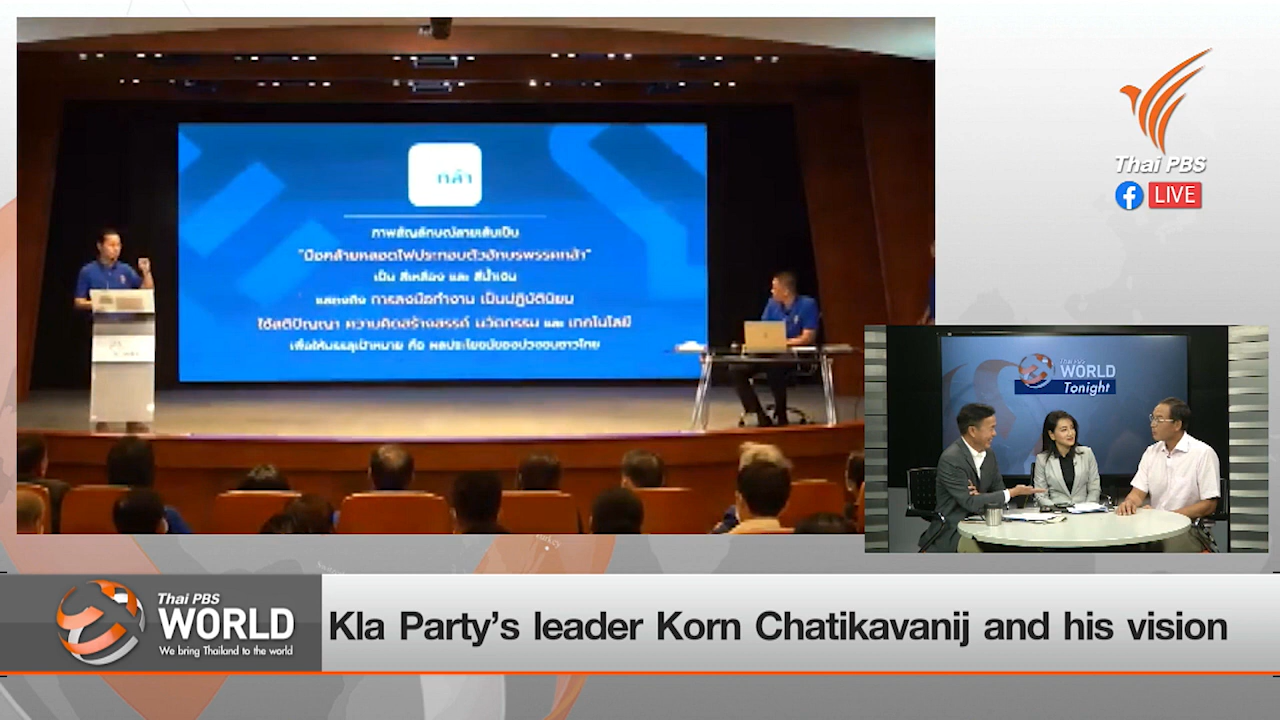 Thai PBS
LIVE
กล้า
ภาพสัญลักษณ์ลายเส้นเป็น
"มือคล้ายหลอดไฟประกอบตัวอักษรพรรคกล้า"
เป็น สีเหลือง และ สีน้ำเงิน
แสดงถึง การลงมือทำงาน เป็นปฏิบัตินิยม
ใช้สติปัญญา ความคิดสร้างสรรค์ นวัตกรรม และ เทคโนโลยี
เพื่อให้บรรลุเป้าหมาย คือ ผลประโยชน์ของปวงชนชาวไทย
Thai PBS
WORLD
Tonight
Thai PBS
WORLD
We bring Thailand to the world
Kla Party's leader Korn Chatikavanij and his vision